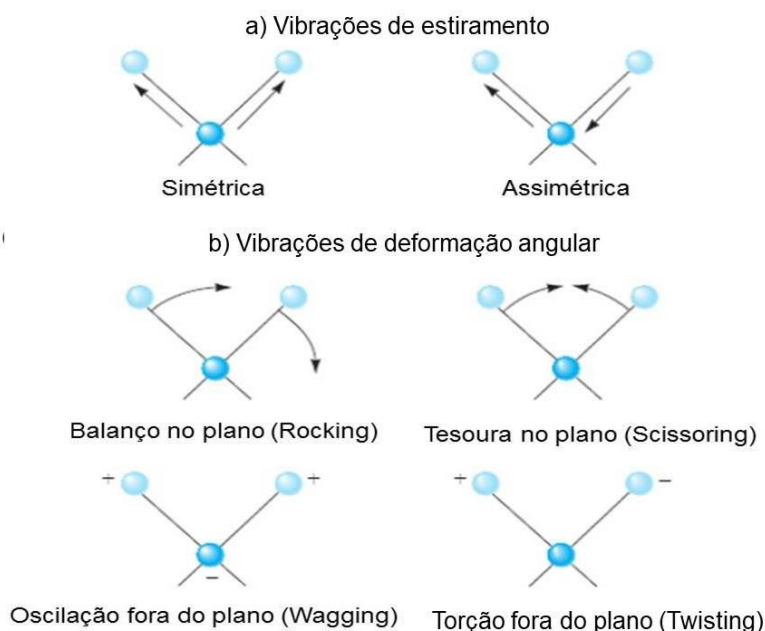 a) Vibrações de estiramento
Simétrica
Assimétrica
b) Vibrações de deformação angular
Balanço no plano (Rocking)
Tesoura no plano (Scissoring)
+ +
–
Oscilação fora do plano (Wagging)
+ –
Torção fora do plano (Twisting)